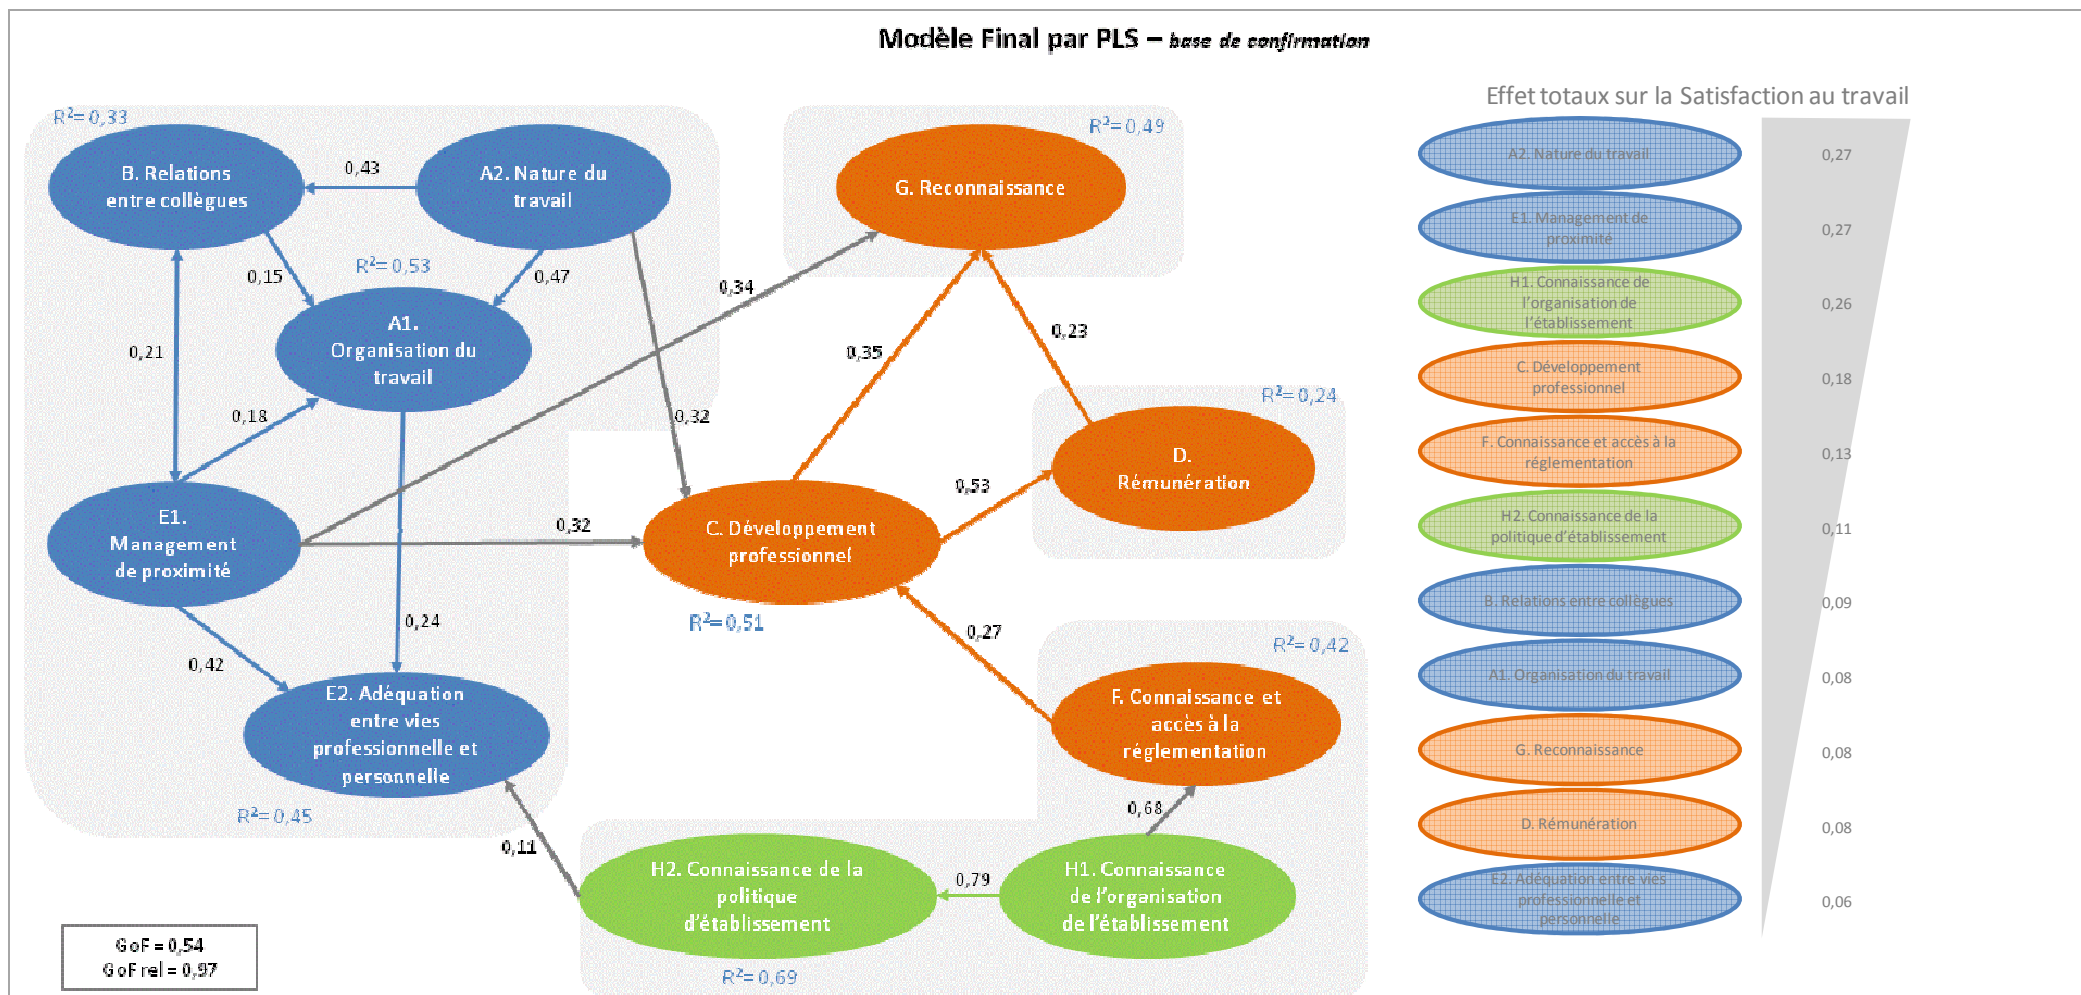 Modèle Final par PLS – base de confirmation
Effet totaux sur la Satisfaction au travail
R²= 0,33
B. Relations
entre collègues
0,43
A2. Nature du
travail
R²= 0,49
G. Reconnaissance
0,15
R²= 0,53
0,47
0,34
A1.
Organisation du
travail
0,21
0,18
0,32
0,35
0,23
R²= 0,24
D.
Rémunération
0,53
E1.
Management
de proximité
0,32
C. Développement
professionnel
R²= 0,51
0,24
0,42
0,27
R²= 0,42
E2. Adéquation
entre vies
professionnelle et
personnelle
R²= 0,45
F. Connaissance et
accès à la
réglementation
0,68
0,11
H2. Connaissance de la
politique
d'établissement
0,79
H1. Connaissance
de l'organisation
de l'établissement
R²= 0,69
GoF = 0,54
GoF rel = 0,97
A2. Nature du travail
0,27
E1. Management de
proximité
0,27
H1. Connaissance de
l'organisation de
l'établissement
0,26
C. Développement
professionnel
0,18
F. Connaissance et accès à la
réglementation
0,13
H2. Connaissance de la
politique d'établissement
0,11
B. Relations entre collègues
0,09
A1. Organisation du travail
0,08
G. Reconnaissance
0,08
D. Rémunération
0,08
E2. Adéquation entre vies
professionnelle et
personnelle
0,06